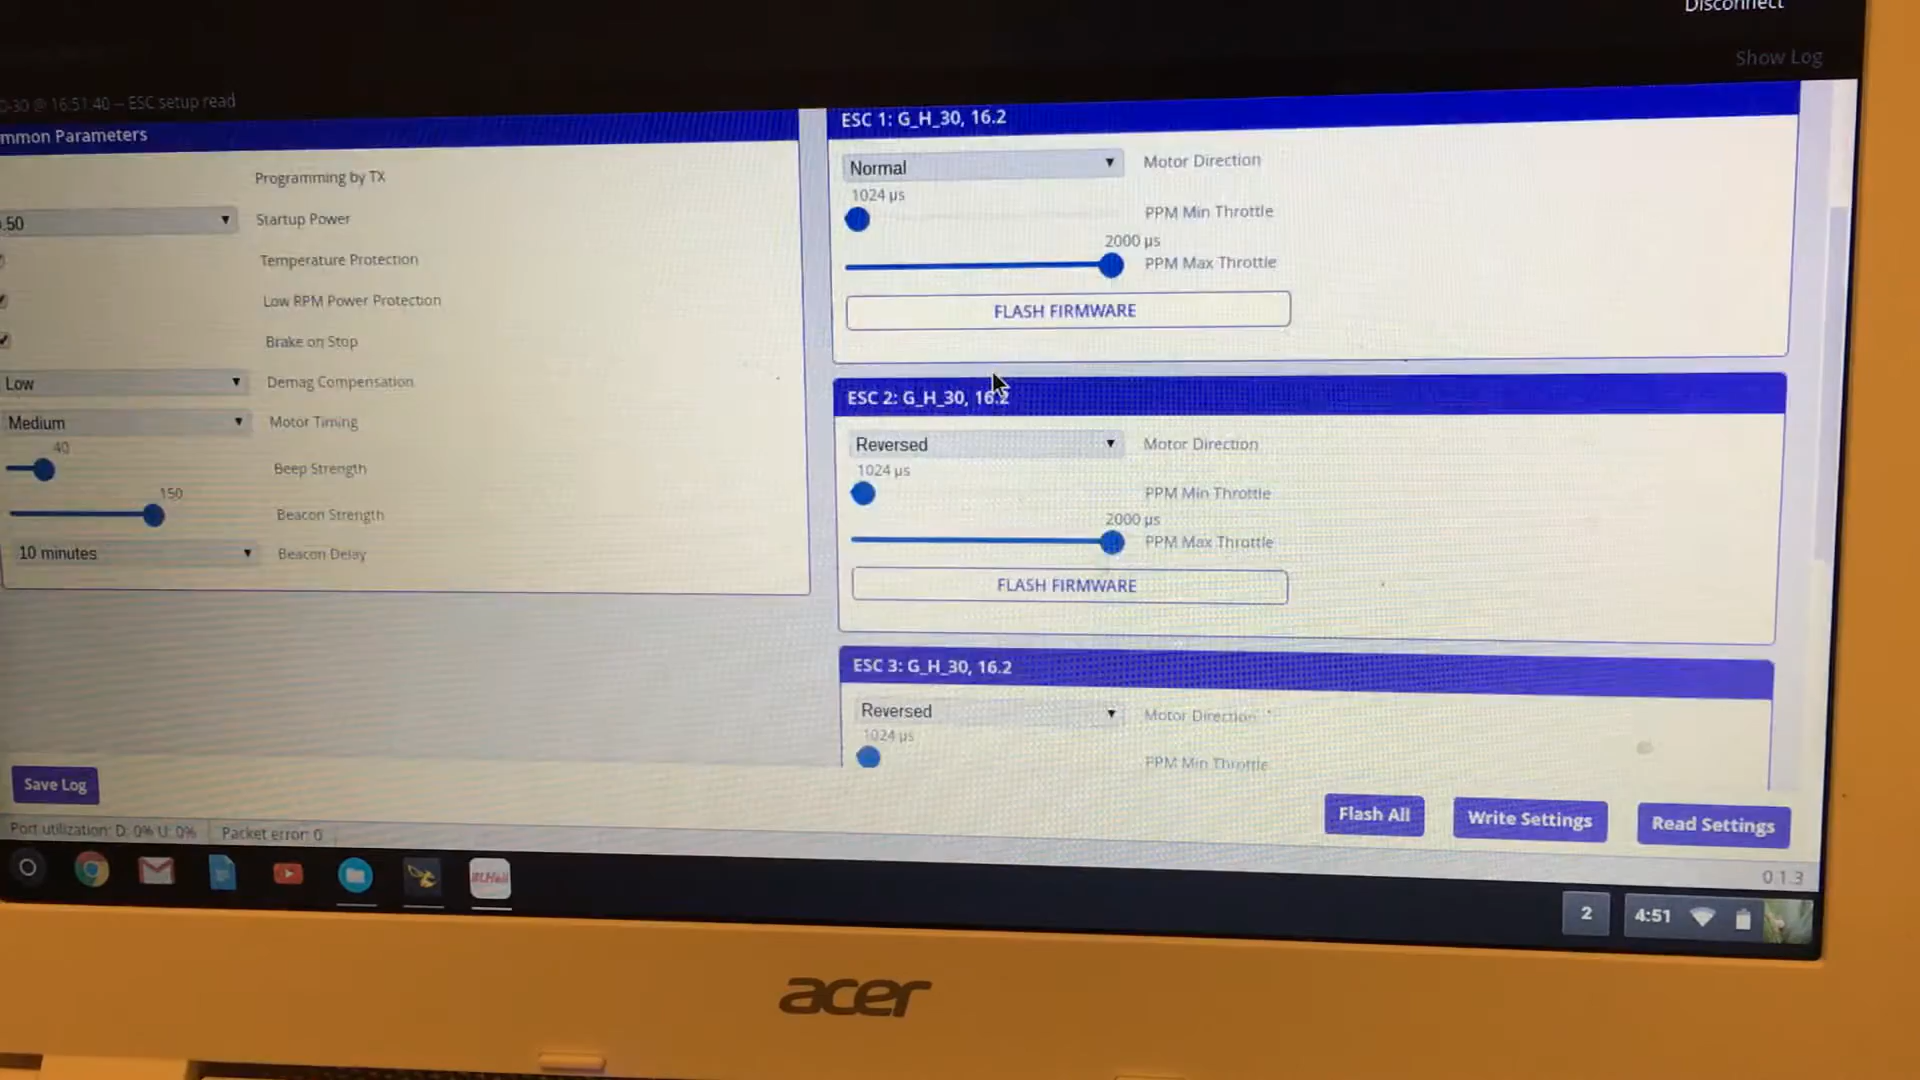 Disconnect
Show Log
0-30 @ 16:51:40 -- ESC setup read
mmon Parameters
Programming by TX
.50
Startup Power
Temperature Protection
Low RPM Power Protection
Brake on Stop
Low
Demag Compensation
Medium
Motor Timing
40
Beep Strength
150
Beacon Strength
10 minutes
Beacon Delay
ESC 1: G_H_30, 16.2
Normal
Motor Direction
1024 µs
PPM Min Throttle
2000 µs
PPM Max Throttle
FLASH FIRMWARE
ESC 2: G_H_30, 16.2
Reversed
Motor Direction
1024 µs
PPM Min Throttle
2000 µs
PPM Max Throttle
FLASH FIRMWARE
ESC 3: G_H_30, 16.2
Reversed
Motor Direction
1024 µs
PPM Min Throttle
Save Log
Flash All
Write Settings
Read Settings
Port utilization: D: 0% U: 0%
Packet error: 0
0.1.3
BLHeli
2
4:51
acer